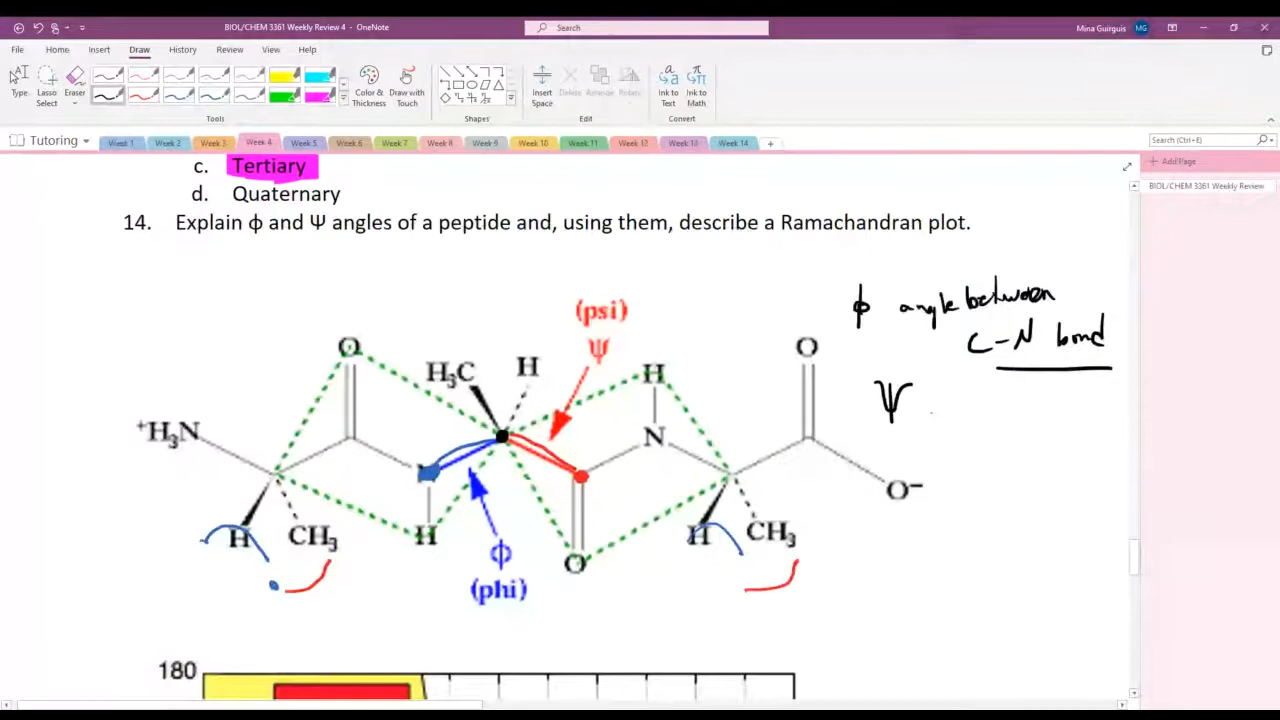 BIOL/CHEM 3361 Weekly Review 4 - OneNote
Search
Mina Guirguis MG
File Home Insert Draw History Review View Help
Type Lasso Select Eraser Color & Thickness Draw with Touch Shapes Insert Space Delete Arrange Rotate Ink to Text Ink to Math
Tools Edit Convert
Tutoring Week 1 Week 2 Week 3 Week 4 Week 5 Week 6 Week 7 Week 8 Week 9 Week 10 Week 11 Week 12 Week 13 Week 14
Search (Ctrl+E)
Add Page
BIOL/CHEM 3361 Weekly Review
c. Tertiary
d. Quaternary
14. Explain ϕ and Ψ angles of a peptide and, using them, describe a Ramachandran plot.
ϕ angle between
C-N bond
Ψ
(psi)
Ψ
O H₃C H H O
⁺H₃N N O⁻
H CH₃ H O H CH₃
ϕ
(phi)
180